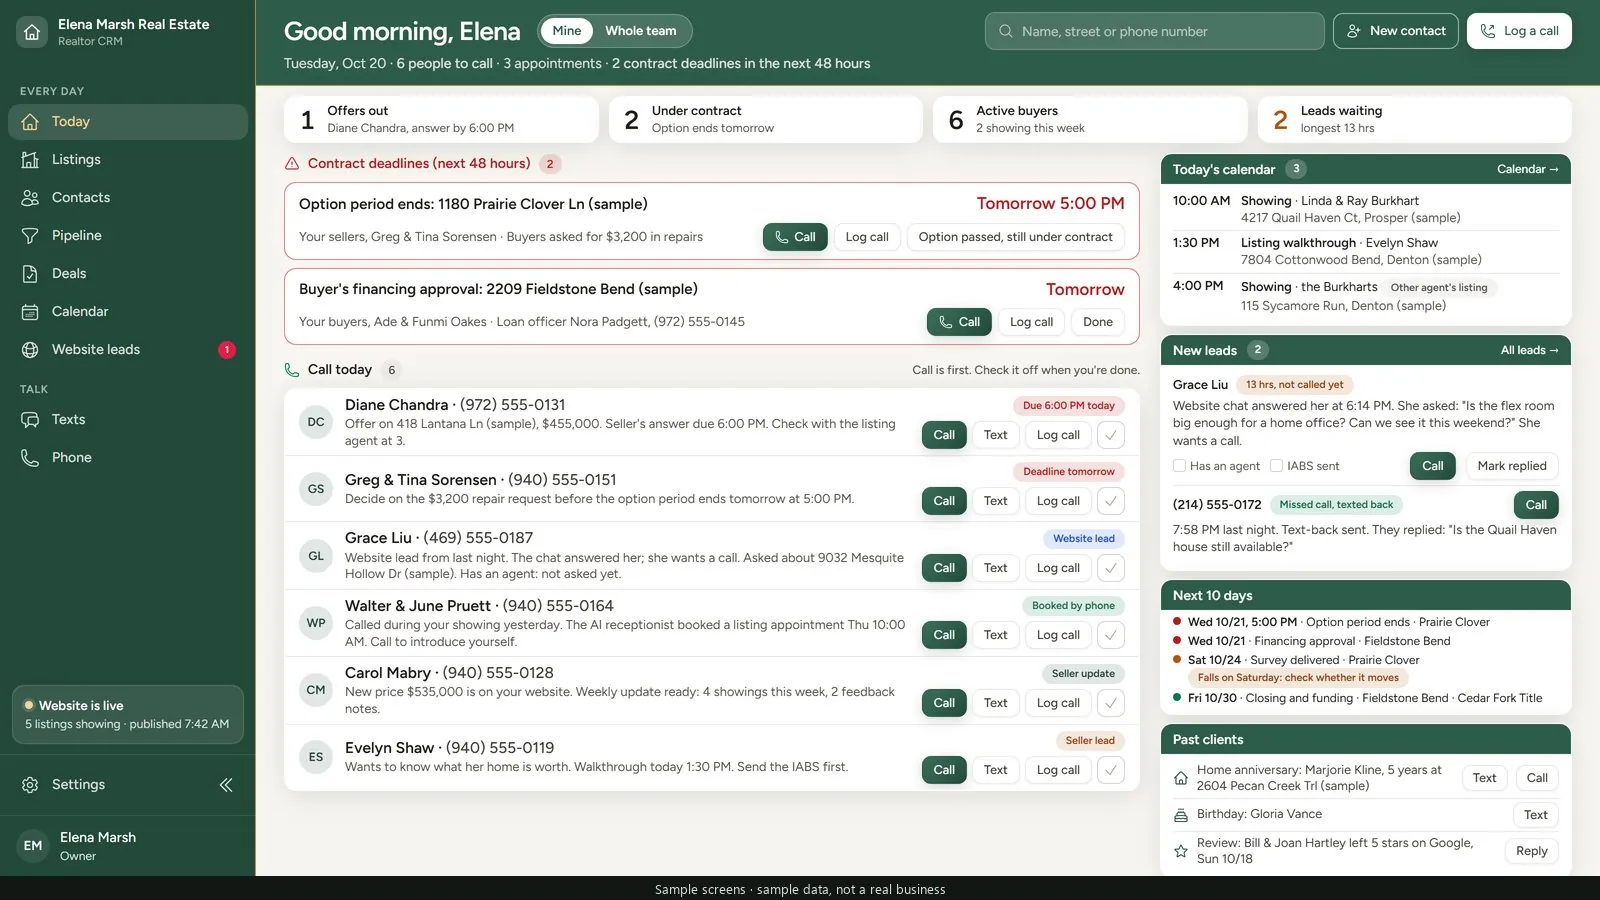 Elena Marsh Real Estate
Realtor CRM
EVERY DAY
Today
Listings
Contacts
Pipeline
Deals
Calendar
Website leads
1
TALK
Texts
Phone
Website is live
5 listings showing · published 7:42 AM
Settings
EM
Elena Marsh
Owner
Good morning, Elena
Mine
Whole team
Name, street or phone number
New contact
Log a call
Tuesday, Oct 20 · 6 people to call · 3 appointments · 2 contract deadlines in the next 48 hours
1
Offers out
Diane Chandra, answer by 6:00 PM
2
Under contract
Option ends tomorrow
6
Active buyers
2 showing this week
2
Leads waiting
longest 13 hrs
Contract deadlines (next 48 hours)
2
Option period ends: 1180 Prairie Clover Ln (sample)
Tomorrow 5:00 PM
Your sellers, Greg & Tina Sorensen · Buyers asked for $3,200 in repairs
Call
Log call
Option passed, still under contract
Buyer's financing approval: 2209 Fieldstone Bend (sample)
Tomorrow
Your buyers, Ade & Funmi Oakes · Loan officer Nora Padgett, (972) 555-0145
Call
Log call
Done
Call today
6
Call is first. Check it off when you're done.
DC
Diane Chandra · (972) 555-0131
Due 6:00 PM today
Offer on 418 Lantana Ln (sample), $455,000. Seller's answer due 6:00 PM. Check with the listing
agent at 3.
Call
Text
Log call
GS
Greg & Tina Sorensen · (940) 555-0151
Deadline tomorrow
Decide on the $3,200 repair request before the option period ends tomorrow at 5:00 PM.
Call
Text
Log call
GL
Grace Liu · (469) 555-0187
Website lead
Website lead from last night. The chat answered her; she wants a call. Asked about 9032 Mesquite
Hollow Dr (sample). Has an agent: not asked yet.
Call
Text
Log call
WP
Walter & June Pruett · (940) 555-0164
Booked by phone
Called during your showing yesterday. The AI receptionist booked a listing appointment Thu 10:00
AM. Call to introduce yourself.
Call
Text
Log call
CM
Carol Mabry · (940) 555-0128
Seller update
New price $535,000 is on your website. Weekly update ready: 4 showings this week, 2 feedback
notes.
Call
Text
Log call
ES
Evelyn Shaw · (940) 555-0119
Seller lead
Wants to know what her home is worth. Walkthrough today 1:30 PM. Send the IABS first.
Call
Text
Log call
Today's calendar
3
Calendar →
10:00 AM
Showing · Linda & Ray Burkhart
4217 Quail Haven Ct, Prosper (sample)
1:30 PM
Listing walkthrough · Evelyn Shaw
7804 Cottonwood Bend, Denton (sample)
4:00 PM
Showing · the Burkharts
Other agent's listing
115 Sycamore Run, Denton (sample)
New leads
2
All leads →
Grace Liu
13 hrs, not called yet
Website chat answered her at 6:14 PM. She asked: "Is the flex room
big enough for a home office? Can we see it this weekend?" She
wants a call.
Has an agent
IABS sent
Call
Mark replied
(214) 555-0172
Missed call, texted back
Call
7:58 PM last night. Text-back sent. They replied: "Is the Quail Haven
house still available?"
Next 10 days
Wed 10/21, 5:00 PM · Option period ends · Prairie Clover
Wed 10/21 · Financing approval · Fieldstone Bend
Sat 10/24 · Survey delivered · Prairie Clover
Falls on Saturday: check whether it moves
Fri 10/30 · Closing and funding · Fieldstone Bend · Cedar Fork Title
Past clients
Home anniversary: Marjorie Kline, 5 years at
2604 Pecan Creek Trl (sample)
Text
Call
Birthday: Gloria Vance
Text
Review: Bill & Joan Hartley left 5 stars on Google,
Sun 10/18
Reply
Sample screens · sample data, not a real business